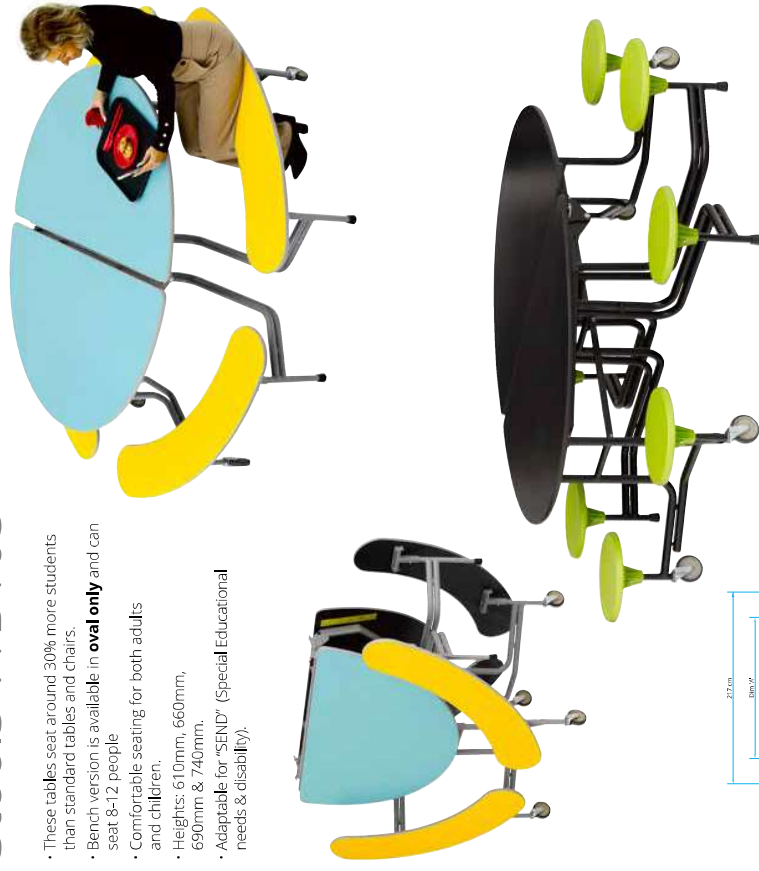 • These tables seat around 30% more students
than standard tables and chairs.
• Bench version is available in oval only and can
seat 8-12 people
• Comfortable seating for both adults
and children.
• Heights: 610mm, 660mm,
690mm & 740mm.
• Adaptable for “SEND” (Special Educational
needs & disability).
217 cm